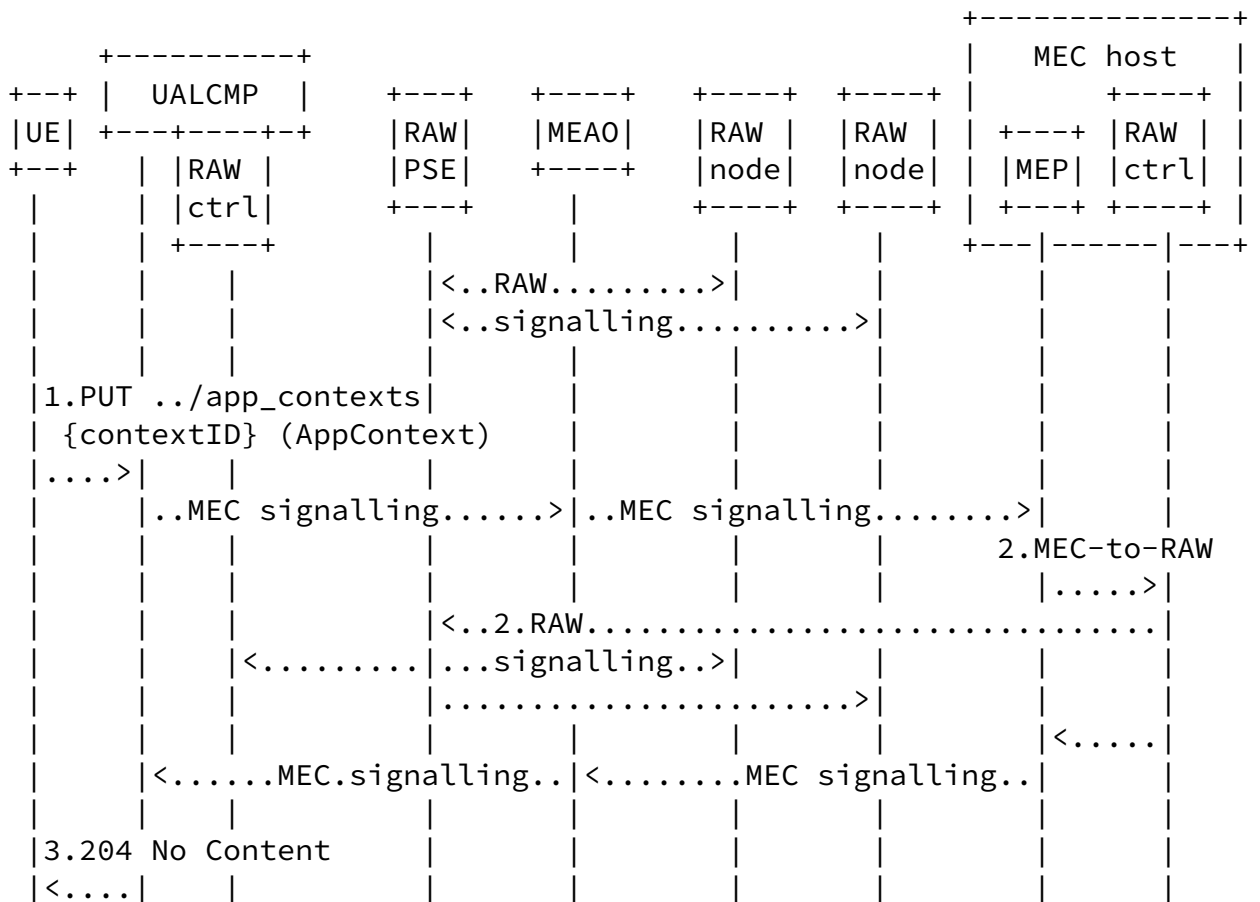 MEC host
UALCMP
UE RAW MEAO RAW RAW MEP RAW
RAW PSE node node ctrl
ctrl
<..RAW.........>
<..signalling..........>
1.PUT ../app_contexts
{contextID} (AppContext)
....>
..MEC signalling......> ..MEC signalling........>
2.MEC-to-RAW
.....>
<..2.RAW................................
<......... ...signalling..>
........................>
<.....
<......MEC.signalling.. <........MEC signalling..
3.204 No Content
<....